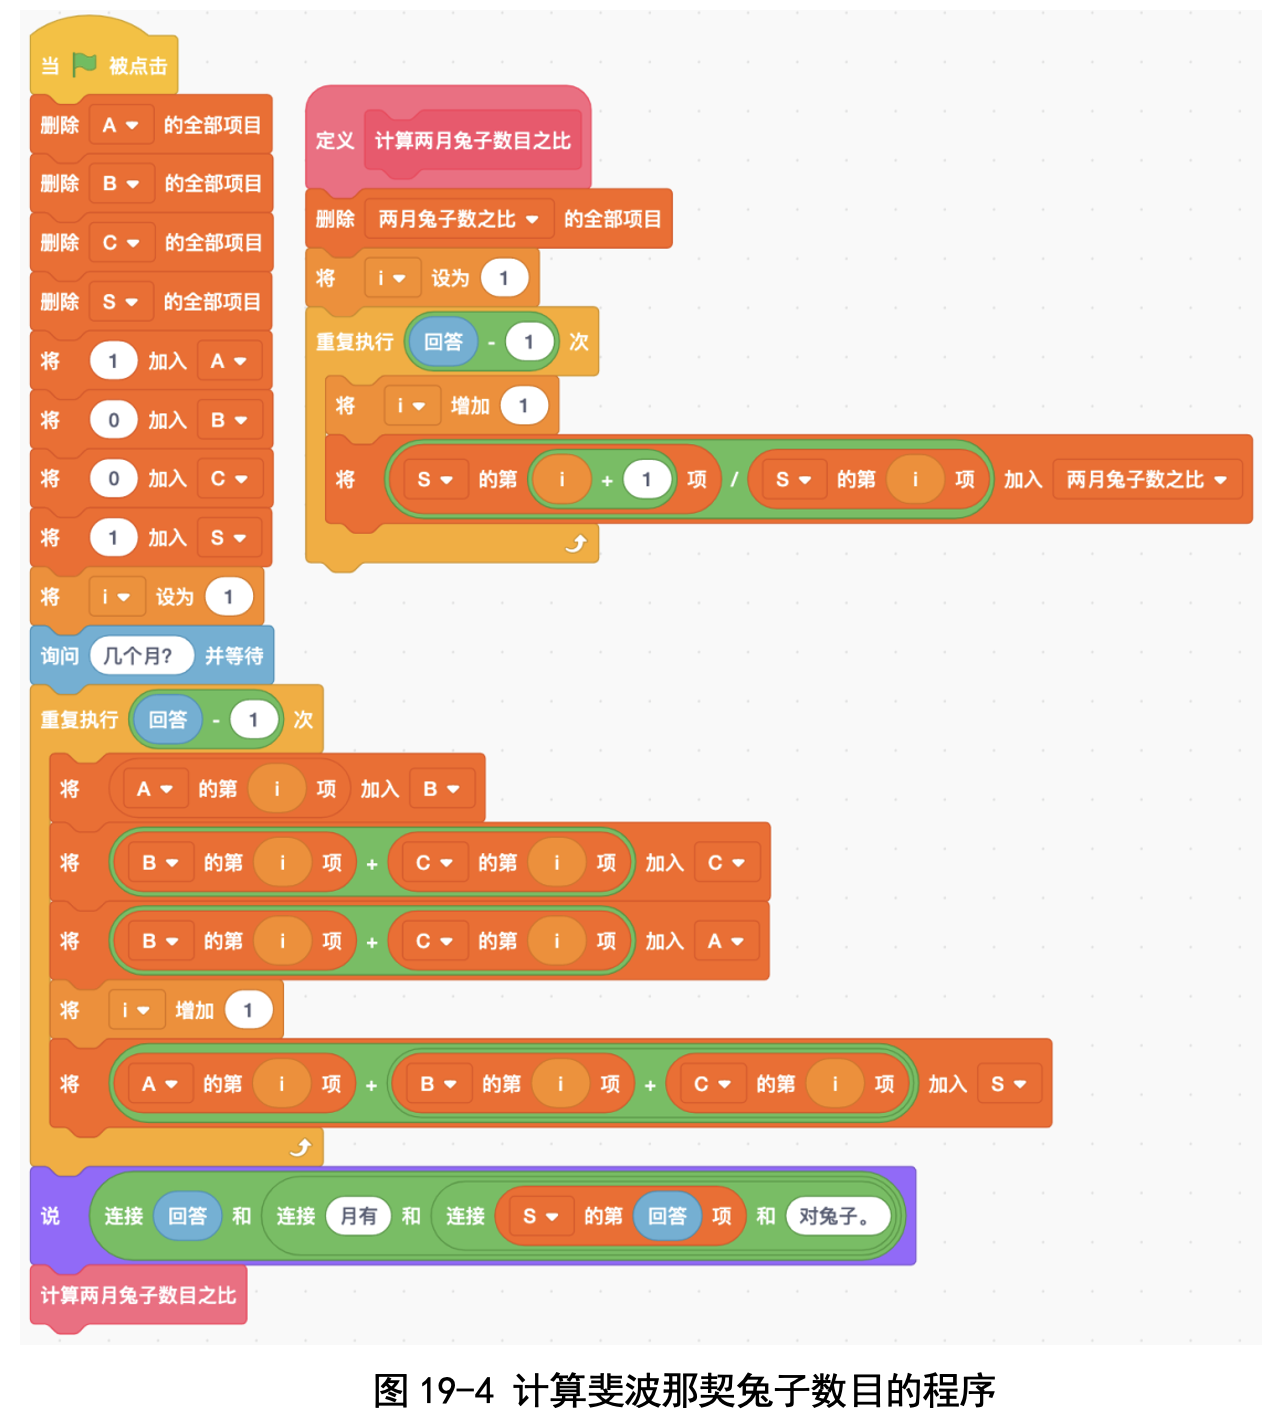 当 被点击
删除 A 的全部项目
删除 B 的全部项目
删除 C 的全部项目
删除 S 的全部项目
将 1 加入 A
将 0 加入 B
将 0 加入 C
将 1 加入 S
将 i 设为 1
询问 几个月? 并等待
重复执行 回答 - 1 次
将 A 的第 i 项 加入 B
将 B 的第 i 项 + C 的第 i 项 加入 C
将 B 的第 i 项 + C 的第 i 项 加入 A
将 i 增加 1
将 A 的第 i 项 + B 的第 i 项 + C 的第 i 项 加入 S
说 连接 回答 和 连接 月有 和 连接 S 的第 回答 项 和 对兔子。
计算两月兔子数目之比
定义 计算两月兔子数目之比
删除 两月兔子数之比 的全部项目
将 i 设为 1
重复执行 回答 - 1 次
将 i 增加 1
将 S 的第 i + 1 项 / S 的第 i 项 加入 两月兔子数之比
图 19-4 计算斐波那契兔子数目的程序